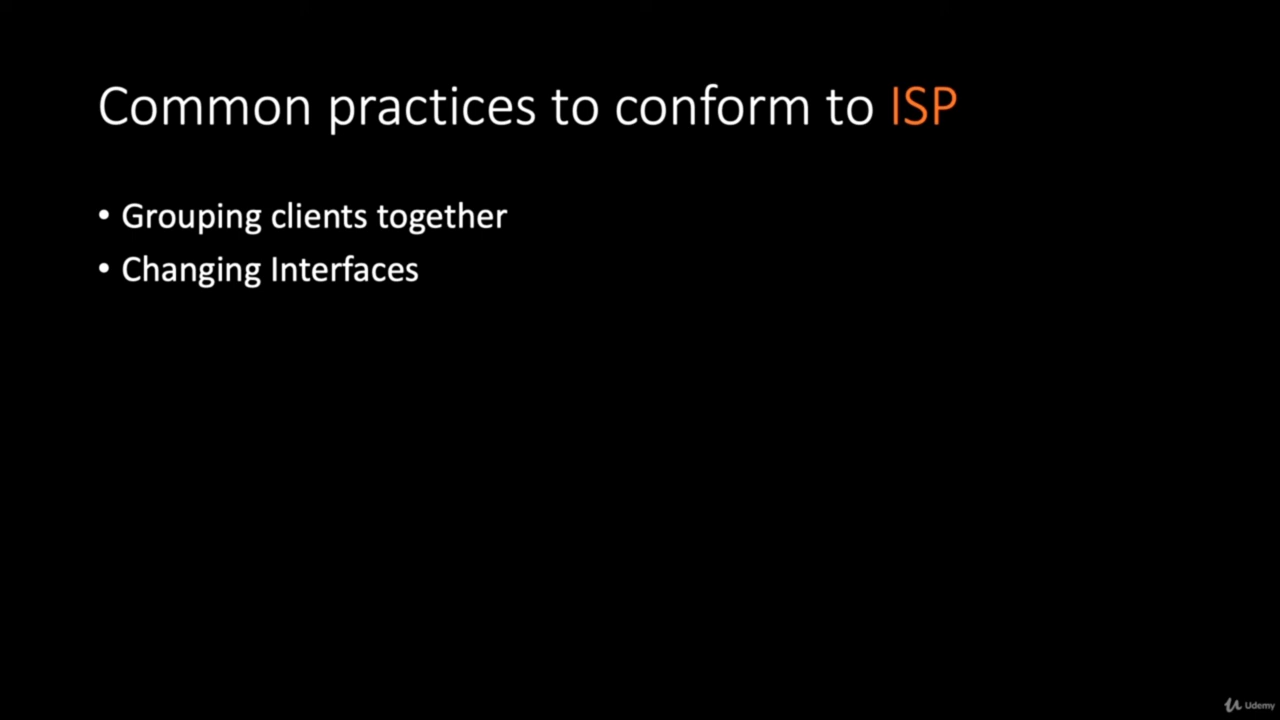 Common practices to conform to ISP
• Grouping clients together
• Changing Interfaces
Udemy